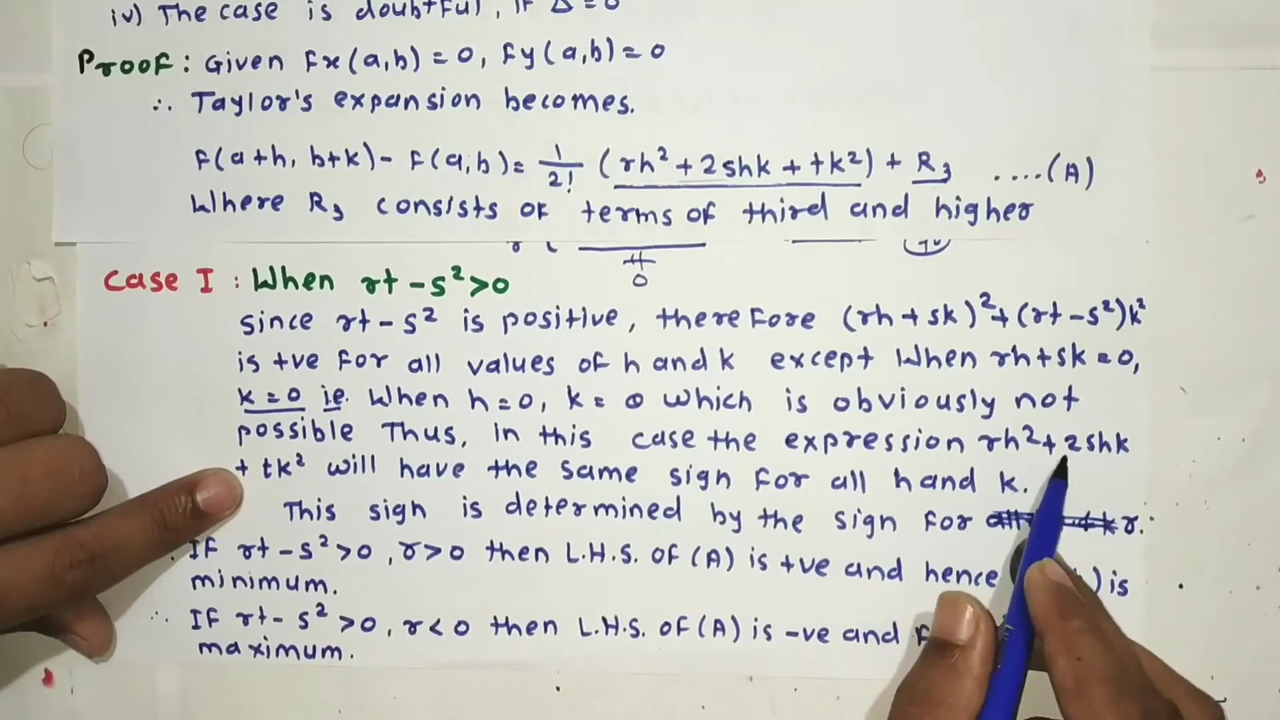 iv) The case is doubtful, if Δ=0
Proof: Given Fx(a,b)=0, Fy(a,b)=0
∴ Taylor's expansion becomes.
F(a+h, b+k)-F(a,b)= 1/2! (rh²+2shk+tk²)+R₃ ....(A)
Where R₃ consists of terms of third and higher
0
Case I : When rt-s²>0
Since rt-s² is positive, therefore (rh+sk)²+(rt-s²)k²
is +ve for all values of h and k except When rh+sk=0,
k=0 ie. When h=0, k=0 which is obviously not
possible Thus, in this case the expression rh²+2shk
+tk² will have the same sign for all h and k.
This sign is determined by the sign for r.
If rt-s²>0, r>0 then L.H.S. of (A) is +ve and hence ) is
minimum.
∴ If rt-s²>0, r<0 then L.H.S. of (A) is -ve and
maximum.